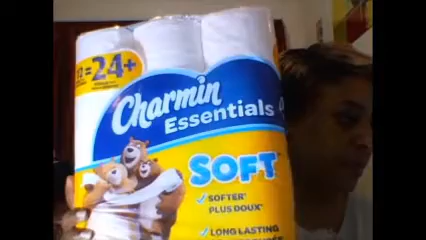 12=24+
Charmin
Essentials
SOFT
SOFTER*
PLUS DOUX*
LONG LASTING